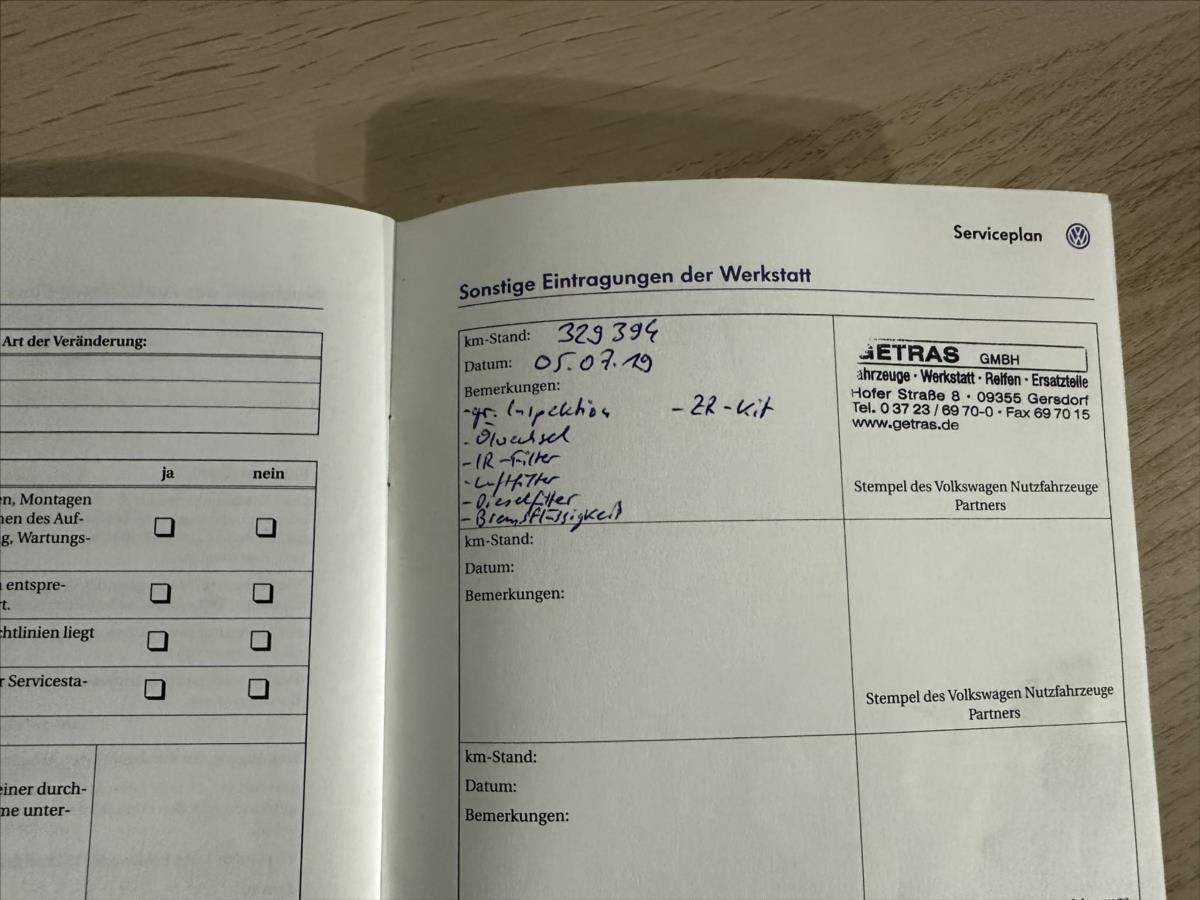 Art der Veränderung:
ja nein
en, Montagen
nen des Auf-
g, Wartungs-
n entspre-
t.
chtlinien liegt
r Servicesta-
einer durch-
me unter-
Serviceplan
Sonstige Eintragungen der Werkstatt
km-Stand: 329 394
Datum: 05.07.19
Bemerkungen:
- gr. Inspektion - ZR-Kit
- Ölwechsel
- IR-Filter
- Luftfilter
- Dieselfilter
- Bremsflüssigkeit
GETRAS GMBH
ahrzeuge · Werkstatt · Reifen · Ersatzteile
Hofer Straße 8 · 09355 Gersdorf
Tel. 0 37 23 / 69 70-0 · Fax 69 70 15
www.getras.de
Stempel des Volkswagen Nutzfahrzeuge
Partners
km-Stand:
Datum:
Bemerkungen:
Stempel des Volkswagen Nutzfahrzeuge
Partners
km-Stand:
Datum:
Bemerkungen: